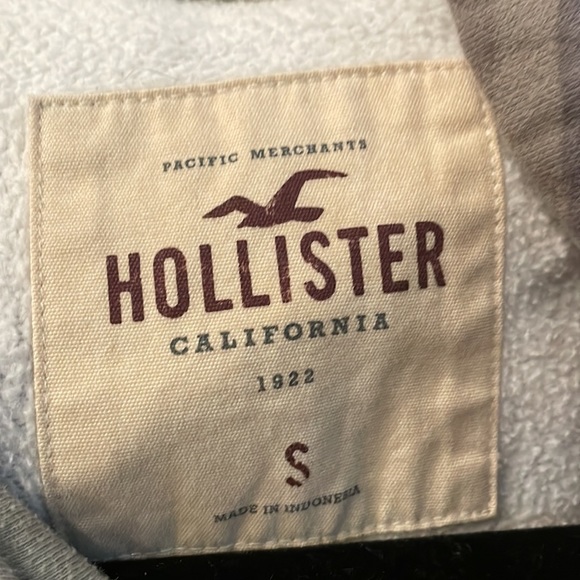 PACIFIC MERCHANTS
HOLLISTER
CALIFORNIA
1922
S
MADE IN INDONESIA